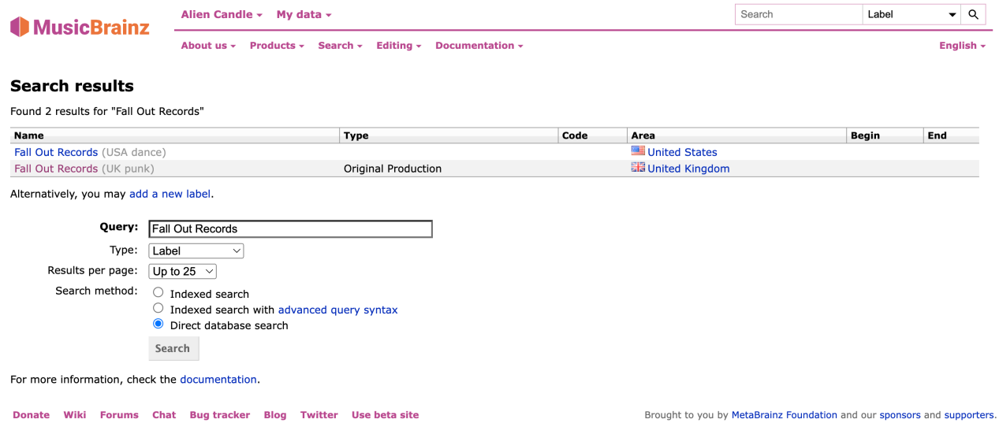 MusicBrainz
Alien Candle My data
Search Label
About us Products Search Editing Documentation English
Search results
Found 2 results for "Fall Out Records"
Name Type Code Area Begin End
Fall Out Records (USA dance) United States
Fall Out Records (UK punk) Original Production United Kingdom
Alternatively, you may add a new label.
Query: Fall Out Records
Type: Label
Results per page: Up to 25
Search method: Indexed search
Indexed search with advanced query syntax
Direct database search
Search
For more information, check the documentation.
Donate Wiki Forums Chat Bug tracker Blog Twitter Use beta site Brought to you by MetaBrainz Foundation and our sponsors and supporters.